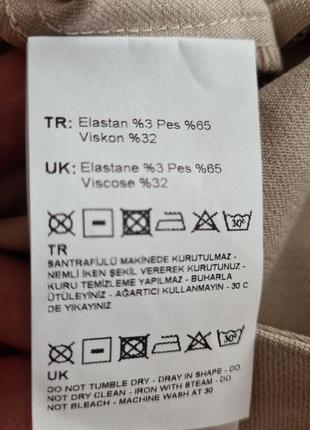 TR: Elastan %3 Pes %65
Viskon %32
UK: Elastane %3 Pes %65
Viscose %32
30°
TR
SANTRAFÜLÜ MAKİNEDE KURUTULMAZ -
NEMLİ İKEN ŞEKİL VEREREK KURUTUNUZ -
KURU TEMİZLEME YAPILMAZ - BUHARLA
ÜTÜLEYİNİZ - AĞARTICI KULLANMAYIN - 30 C
DE YIKAYINIZ
30°
UK
DO NOT TUMBLE DRY - DRAY IN SHAPE - DO
NOT DRY CLEAN - IRON WITH STEAM - DO
NOT BLEACH - MACHINE WASH AT 30